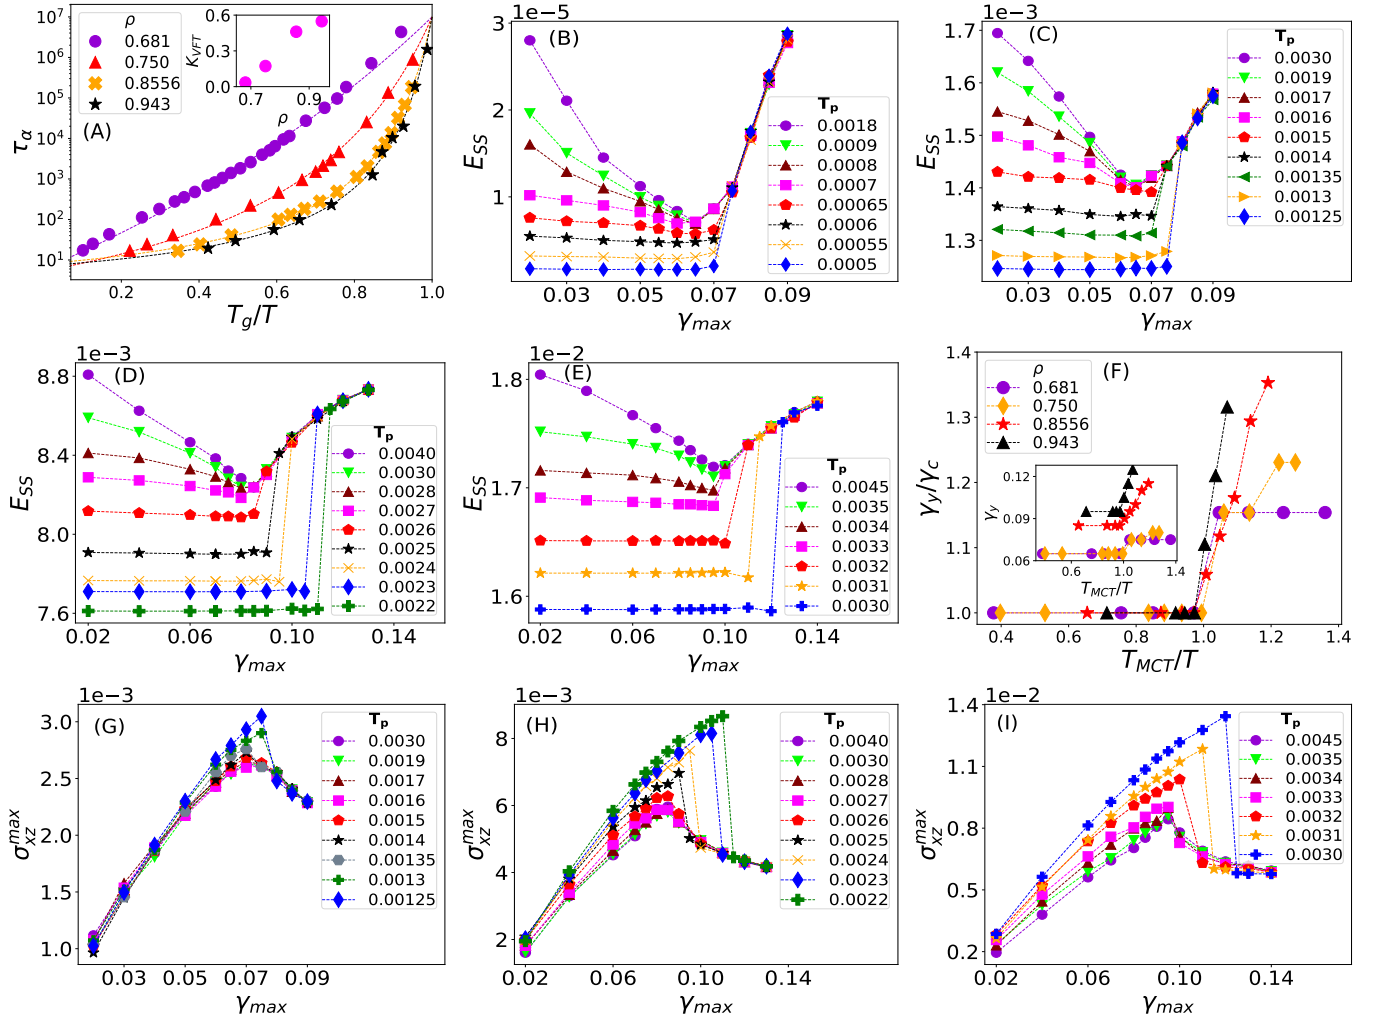 (A)
ρ
0.681
0.750
0.8556
0.943
K_VFT
0.6
0.3
0.0
0.7 0.9
ρ
τ_α
10^7
10^6
10^5
10^4
10^3
10^2
10^1
0.2 0.4 0.6 0.8 1.0
T_g/T
1e−5
(B)
E_SS
3
2
1
0.03 0.05 0.07 0.09
γ_max
T_p
0.0018
0.0009
0.0008
0.0007
0.00065
0.0006
0.00055
0.0005
1e−3
(C)
E_SS
1.7
1.5
1.4
1.3
0.03 0.05 0.07 0.09
γ_max
T_p
0.0030
0.0019
0.0017
0.0016
0.0015
0.0014
0.00135
0.0013
0.00125
1e−3
(D)
E_SS
8.8
8.4
8.0
7.6
0.02 0.06 0.10 0.14
γ_max
T_p
0.0040
0.0030
0.0028
0.0027
0.0026
0.0025
0.0024
0.0023
0.0022
1e−2
(E)
E_SS
1.8
1.7
1.6
0.02 0.06 0.10 0.14
γ_max
T_p
0.0045
0.0035
0.0034
0.0033
0.0032
0.0031
0.0030
(F)
ρ
0.681
0.750
0.8556
0.943
γ_y/γ_c
1.4
1.3
1.2
1.1
1.0
0.4 0.6 0.8 1.0 1.2 1.4
T_MCT/T
γ_y
0.12
0.09
0.06
0.6 1.0 1.4
T_MCT/T
1e−3
(G)
σ_xz^max
3.0
2.5
2.0
1.5
1.0
0.03 0.05 0.07 0.09
γ_max
T_p
0.0030
0.0019
0.0017
0.0016
0.0015
0.0014
0.00135
0.0013
0.00125
1e−3
(H)
σ_xz^max
8
6
4
2
0.02 0.06 0.10 0.14
γ_max
T_p
0.0040
0.0030
0.0028
0.0027
0.0026
0.0025
0.0024
0.0023
0.0022
1e−2
(I)
σ_xz^max
1.4
1.1
0.8
0.5
0.2
0.02 0.06 0.10 0.14
γ_max
T_p
0.0045
0.0035
0.0034
0.0033
0.0032
0.0031
0.0030